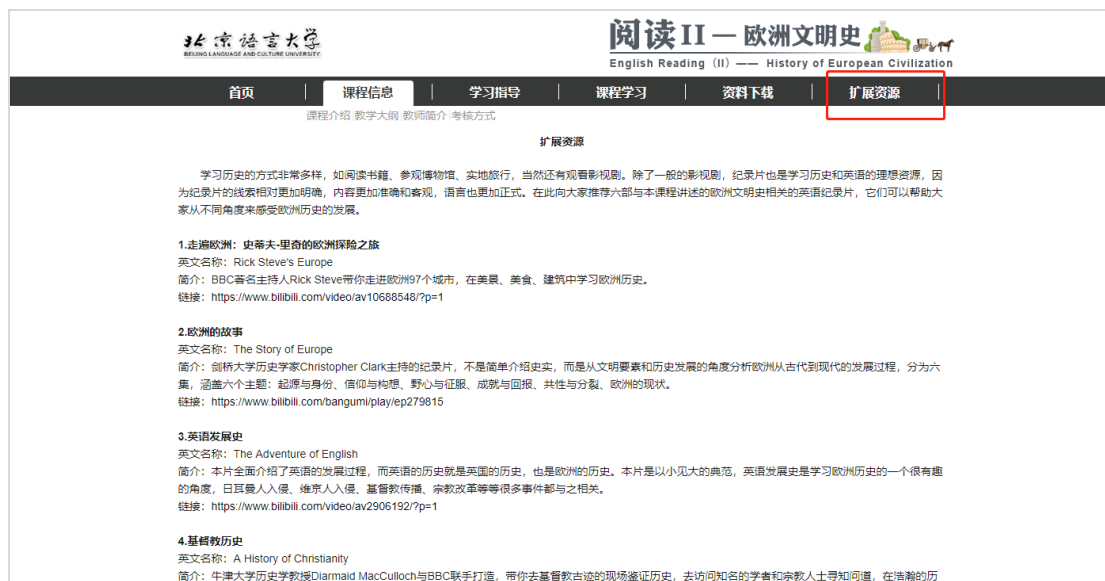 北京语言大学
BEIJING LANGUAGE AND CULTURE UNIVERSITY
阅读II — 欧洲文明史
English Reading（II）—— History of European Civilization
首页 课程信息 学习指导 课程学习 资料下载 扩展资源
课程介绍 教学大纲 教师简介 考核方式
扩展资源
学习历史的方式非常多样，如阅读书籍、参观博物馆、实地旅行，当然还有观看影视剧。除了一般的影视剧，纪录片也是学习历史和英语的理想资源，因
为纪录片的线索相对更加明确，内容更加准确和客观，语言也更加正式。在此向大家推荐六部与本课程讲述的欧洲文明史相关的英语纪录片，它们可以帮助大
家从不同角度来感受欧洲历史的发展。
1.走遍欧洲：史蒂夫-里奇的欧洲探险之旅
英文名称：Rick Steve's Europe
简介：BBC著名主持人Rick Steve带你走进欧洲97个城市，在美景、美食、建筑中学习欧洲历史。
链接：https://www.bilibili.com/video/av10688548/?p=1
2.欧洲的故事
英文名称：The Story of Europe
简介：剑桥大学历史学家Christopher Clark主持的纪录片，不是简单介绍史实，而是从文明要素和历史发展的角度分析欧洲从古代到现代的发展过程，分为六
集，涵盖六个主题：起源与身份、信仰与构想、野心与征服、成就与回报、共性与分裂、欧洲的现状。
链接：https://www.bilibili.com/bangumi/play/ep279815
3.英语发展史
英文名称：The Adventure of English
简介：本片全面介绍了英语的发展过程，而英语的历史就是英国的历史，也是欧洲的历史。本片是以小见大的典范，英语发展史是学习欧洲历史的一个很有趣
的角度，日耳曼人入侵、维京人入侵、基督教传播、宗教改革等等很多事件都与之相关。
链接：https://www.bilibili.com/video/av2906192/?p=1
4.基督教历史
英文名称：A History of Christianity
简介：牛津大学历史学教授Diarmaid MacCulloch与BBC联手打造，带你去基督教古迹的现场鉴证历史，去访问知名的学者和宗教人士寻知问道，在浩瀚的历